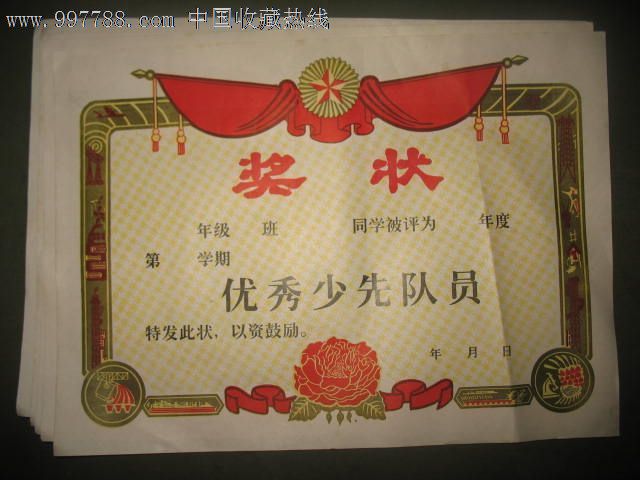 www.997788.com 中国收藏热线
奖状
年级 班 同学被评为 年度
第 学期
优秀少先队员
特发此状，以资鼓励。
年 月 日